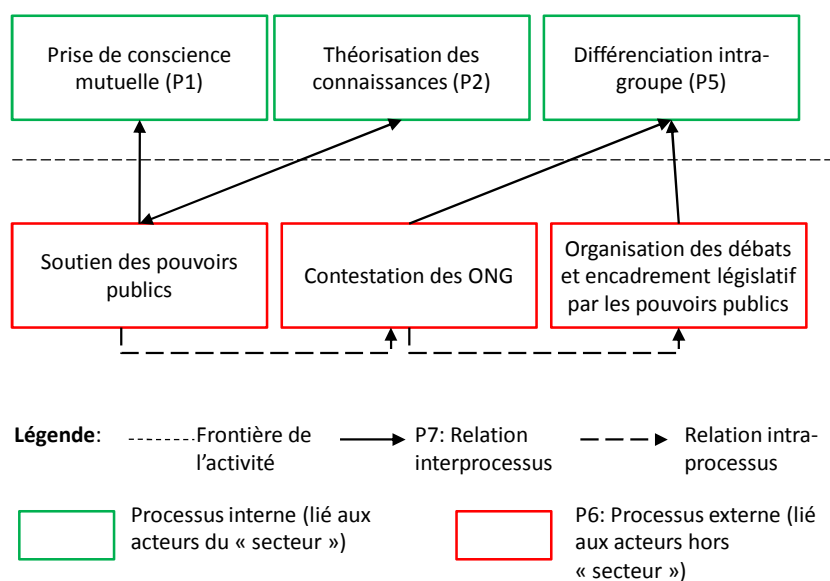 Prise de conscience
mutuelle (P1)
Théorisation des
connaissances (P2)
Différenciation intra-
groupe (P5)
Soutien des pouvoirs
publics
Contestation des ONG
Organisation des débats
et encadrement législatif
par les pouvoirs publics
Légende:
Frontière de
l'activité
P7: Relation
interprocessus
Relation intra-
processus
Processus interne (lié aux
acteurs du « secteur »)
P6: Processus externe (lié
aux acteurs hors
« secteur »)